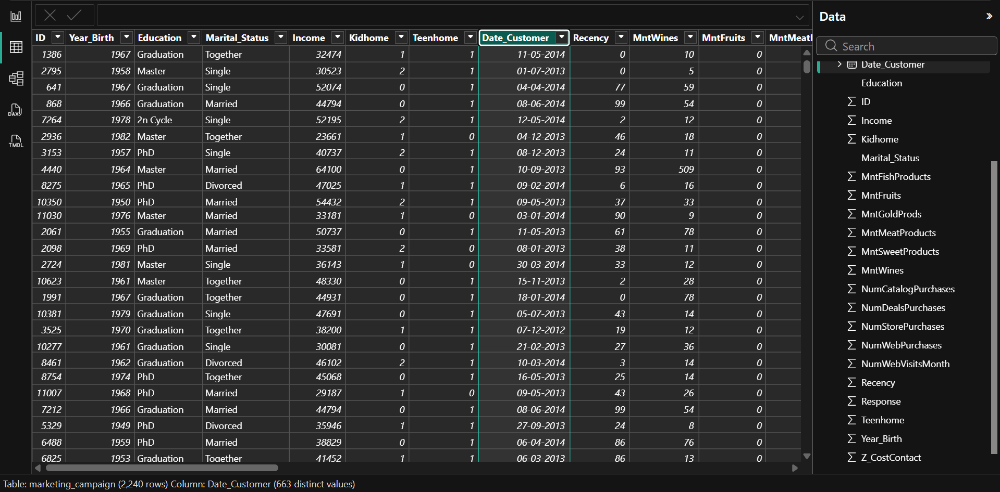 Data
ID Year_Birth Education Marital_Status Income Kidhome Teenhome Date_Customer Recency MntWines MntFruits MntMeatI
Search
1386 1967 Graduation Together 32474 1 1 11-05-2014 0 10 0
2795 1958 Master Single 30523 2 1 01-07-2013 0 5 0
641 1967 Graduation Single 52074 0 1 04-04-2014 77 59 0
868 1966 Graduation Married 44794 0 1 08-06-2014 99 54 0
7264 1978 2n Cycle Single 52195 2 1 12-05-2014 2 12 0
2936 1982 Master Together 23661 1 0 04-12-2013 46 18 0
3153 1957 PhD Single 40737 2 1 08-12-2013 24 11 0
4440 1964 Master Married 64100 0 1 10-09-2013 93 509 0
8275 1965 PhD Divorced 47025 1 1 09-02-2014 6 16 0
10350 1950 PhD Married 54432 2 1 09-05-2013 37 33 0
11030 1976 Master Married 33181 1 0 03-01-2014 90 9 0
2061 1955 Graduation Married 50737 0 1 11-05-2013 61 78 0
2098 1969 PhD Married 33581 2 0 08-01-2013 38 11 0
2724 1981 Master Single 36143 1 0 30-03-2014 33 12 0
10623 1961 Master Together 48330 0 1 15-11-2013 2 28 0
1991 1967 Graduation Together 44931 0 1 18-01-2014 0 78 0
10381 1979 Graduation Single 47691 0 1 05-07-2013 43 14 0
3525 1970 Graduation Together 38200 1 1 07-12-2012 19 12 0
10277 1961 Graduation Single 30081 0 1 21-02-2013 27 36 0
8461 1962 Graduation Divorced 46102 2 1 10-03-2014 3 14 0
8754 1974 PhD Together 45068 0 1 16-05-2013 25 14 0
11007 1968 PhD Married 29187 1 0 09-05-2013 43 26 0
7212 1966 Graduation Married 44794 0 1 08-06-2014 99 54 0
5329 1949 PhD Divorced 35946 1 1 27-09-2013 24 8 0
6488 1959 PhD Married 38829 0 1 06-04-2014 86 76 0
6825 1953 Graduation Together 41452 1 1 06-03-2013 86 13 0
DAX
TMDL
Date_Customer
Education
ID
Income
Kidhome
Marital_Status
MntFishProducts
MntFruits
MntGoldProds
MntMeatProducts
MntSweetProducts
MntWines
NumCatalogPurchases
NumDealsPurchases
NumStorePurchases
NumWebPurchases
NumWebVisitsMonth
Recency
Response
Teenhome
Year_Birth
Z_CostContact
Table: marketing_campaign (2,240 rows) Column: Date_Customer (663 distinct values)